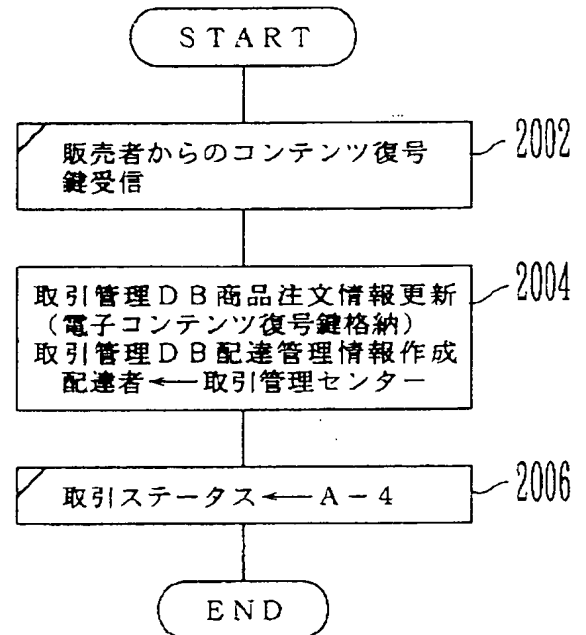 START
販売者からのコンテンツ復号
鍵受信
2002
取引管理DB商品注文情報更新
(電子コンテンツ復号鍵格納)
取引管理DB配達管理情報作成
配達者←取引管理センター
2004
取引ステータス←A-4
2006
END